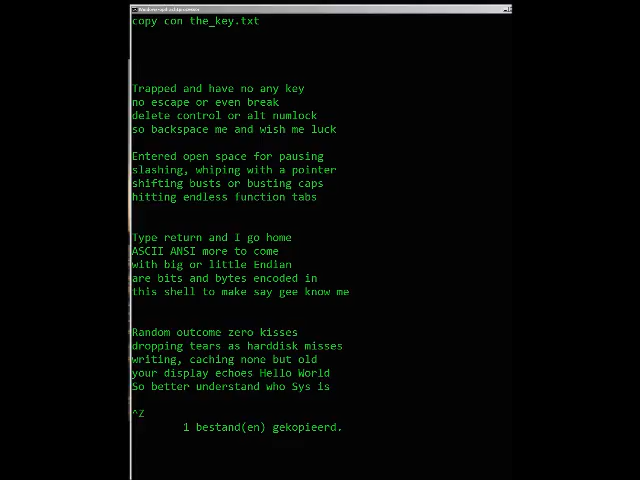 copy con the_key.txt
Trapped and have no any key
no escape or even break
delete control or alt numlock
so backspace me and wish me luck
Entered open space for pausing
slashing, whiping with a pointer
shifting busts or busting caps
hitting endless function tabs
Type return and I go home
ASCII ANSI more to come
with big or little Endian
are bits and bytes encoded in
this shell to make say gee know me
Random outcome zero kisses
dropping tears as harddisk misses
writing, caching none but old
your display echoes Hello World
So better understand who Sys is
^Z
1 bestand(en) gekopieerd.